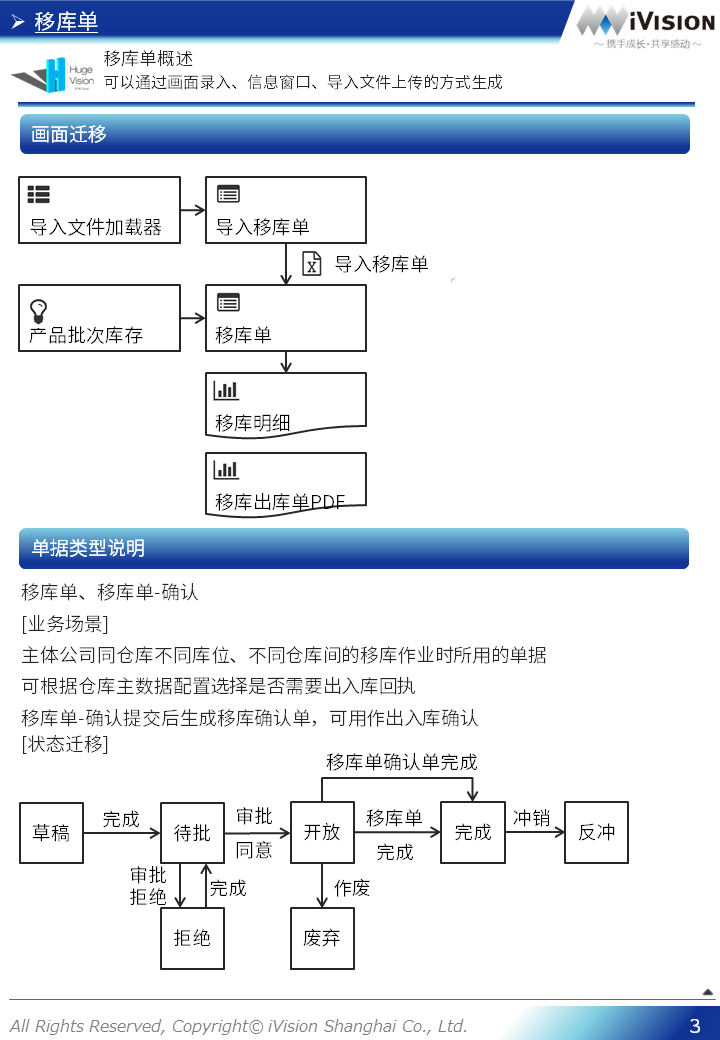 移库单
iVISION
～ 携手成长·共享感动 ～
Huge
Vision
移库单概述
可以通过画面录入、信息窗口、导入文件上传的方式生成
画面迁移
导入文件加载器
导入移库单
导入移库单
产品批次库存
移库单
移库明细
移库出库单PDF
单据类型说明
移库单、移库单-确认
[业务场景]
主体公司同仓库不同库位、不同仓库间的移库作业时所用的单据
可根据仓库主数据配置选择是否需要出入库回执
移库单-确认提交后生成移库确认单，可用作出入库确认
[状态迁移]
移库单确认单完成
草稿
完成
待批
审批
同意
开放
移库单
完成
完成
冲销
反冲
审批
拒绝
完成
作废
拒绝
废弃
All Rights Reserved, Copyright© iVision Shanghai Co., Ltd.
3